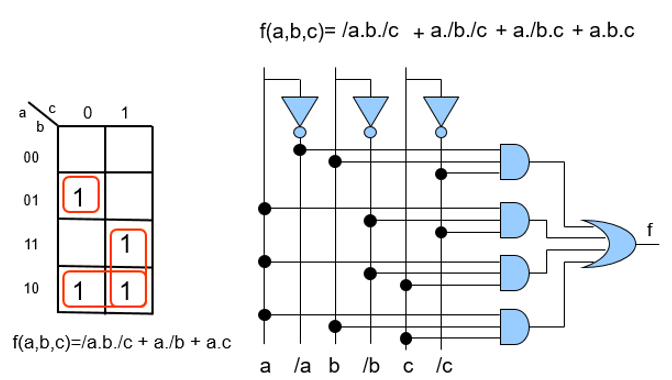 f(a,b,c)= /a.b./c + a./b./c + a./b.c + a.b.c
a c 0 1
b
00
01 1
11 1
10 1 1
f
f(a,b,c)=/a.b./c + a./b + a.c
a /a b /b c /c